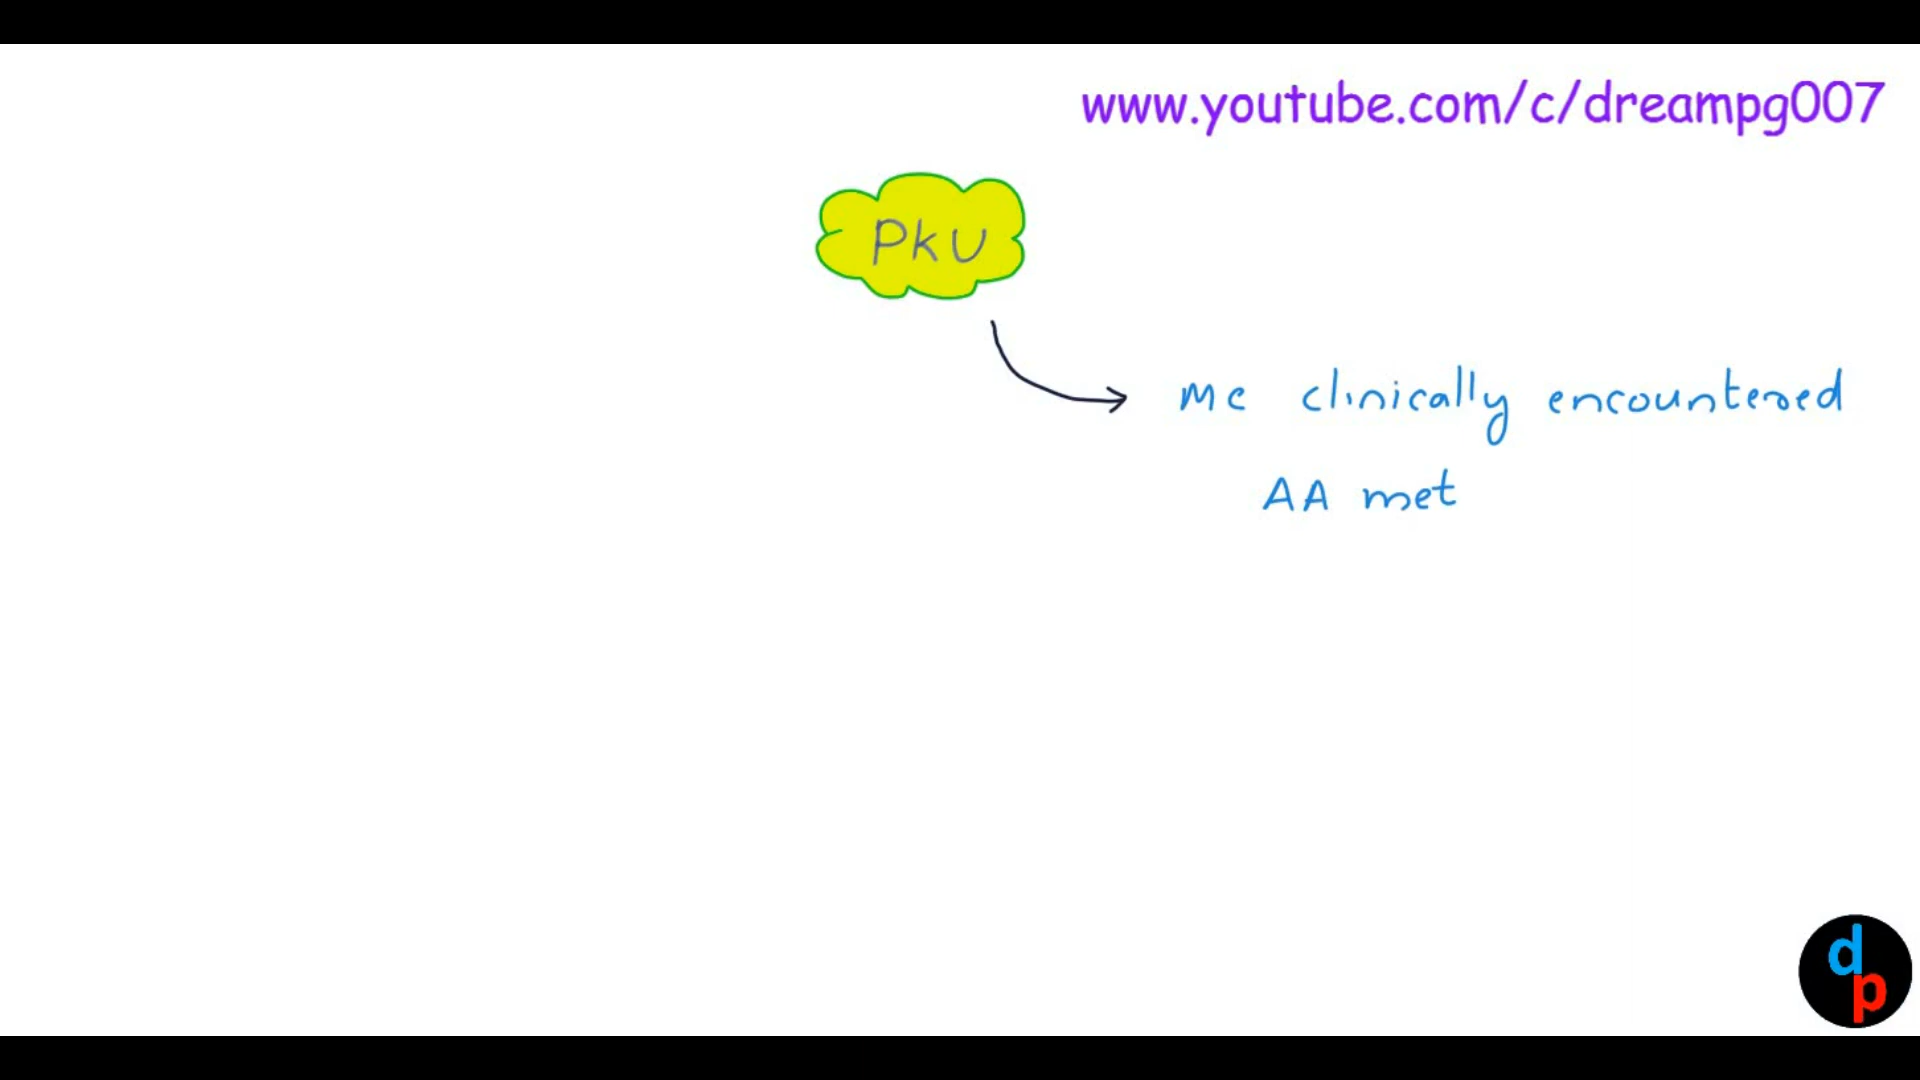 www.youtube.com/c/dreampg007
PKU
MC clinically encountered
AA met
dp